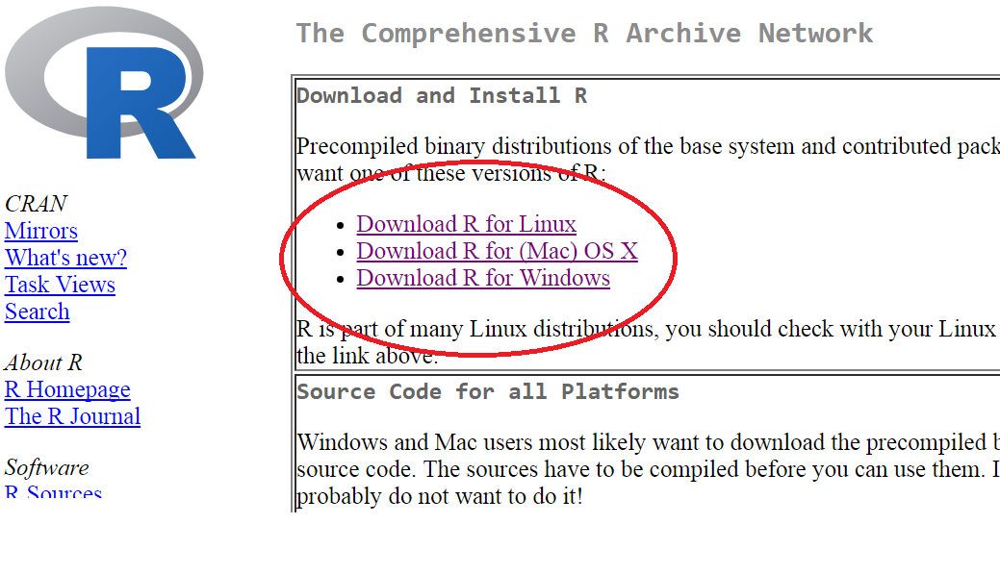 R
CRAN
Mirrors
What's new?
Task Views
Search
About R
R Homepage
The R Journal
Software
R Sources
The Comprehensive R Archive Network
Download and Install R
Precompiled binary distributions of the base system and contributed pack
want one of these versions of R:
Download R for Linux
Download R for (Mac) OS X
Download R for Windows
R is part of many Linux distributions, you should check with your Linux
the link above.
Source Code for all Platforms
Windows and Mac users most likely want to download the precompiled b
source code. The sources have to be compiled before you can use them. I
probably do not want to do it!